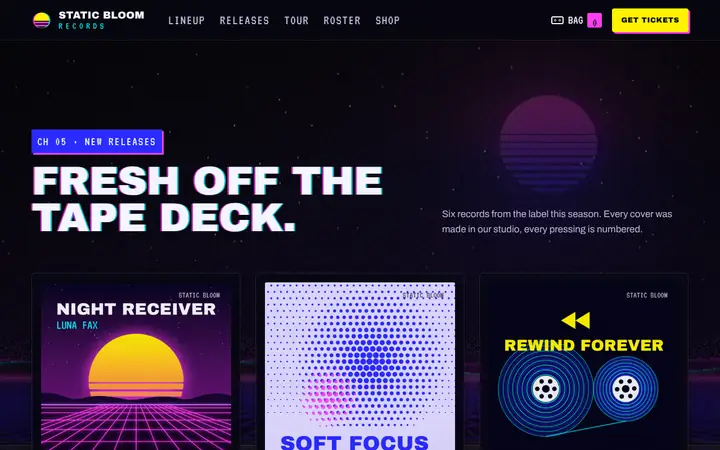 STATIC BLOOM
RECORDS
LINEUP RELEASES TOUR ROSTER SHOP
BAG 0
GET TICKETS
CH 05 · NEW RELEASES
FRESH OFF THE
TAPE DECK.
Six records from the label this season. Every cover was
made in our studio, every pressing is numbered.
STATIC BLOOM
NIGHT RECEIVER
LUNA FAX
STATIC BLOOM
SOFT FOCUS
STATIC BLOOM
REWIND FOREVER